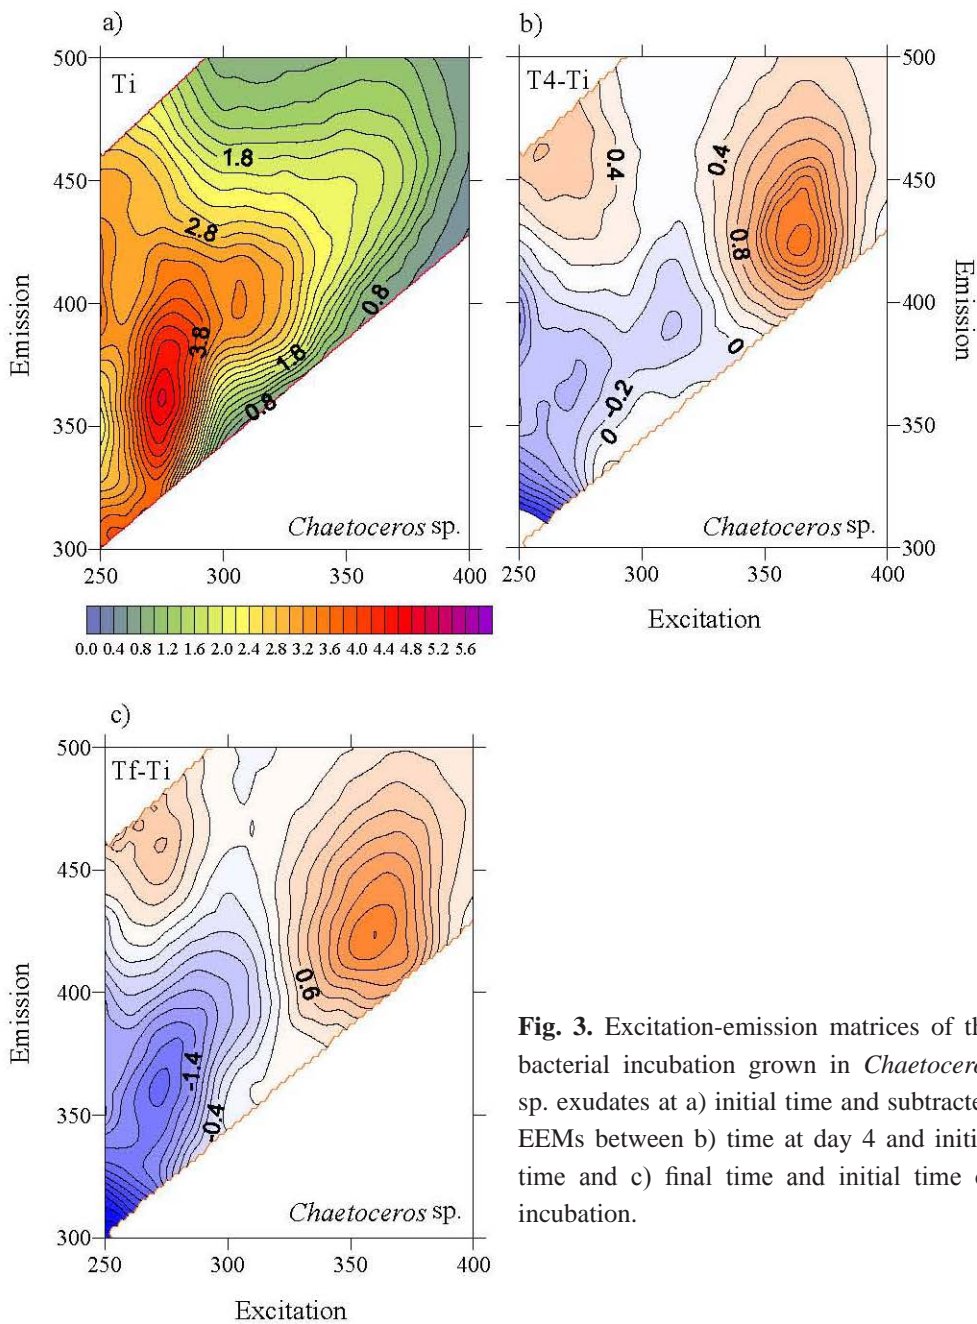 a)
500
Ti
450
400
350
300
250
300
350
400
Emission
1.8
2.8
3.8
0.8
1.8
0.8
Chaetoceros sp.
0.0 0.4 0.8 1.2 1.6 2.0 2.4 2.8 3.2 3.6 4.0 4.4 4.8 5.2 5.6
b)
T4-Ti
500
450
400
350
300
250
300
350
400
Emission
Excitation
0.4
0.4
0.8
0
-0.2
0
Chaetoceros sp.
c)
500
Tf-Ti
450
400
350
300
250
300
350
400
Emission
Excitation
0.6
-1.4
-0.4
Chaetoceros sp.
Fig. 3. Excitation-emission matrices of th
bacterial incubation grown in Chaetocero
sp. exudates at a) initial time and subtracte
EEMs between b) time at day 4 and initi
time and c) final time and initial time
incubation.